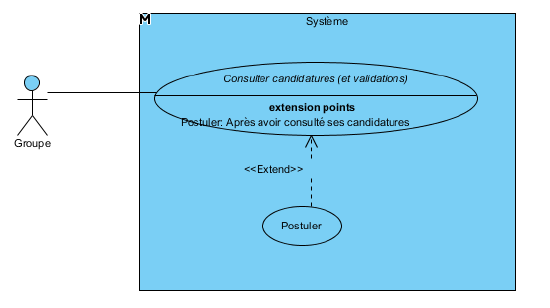 M
Système
Consulter candidatures (et validations)
extension points
Postuler: Après avoir consulté ses candidatures
Groupe
<<Extend>>
Postuler